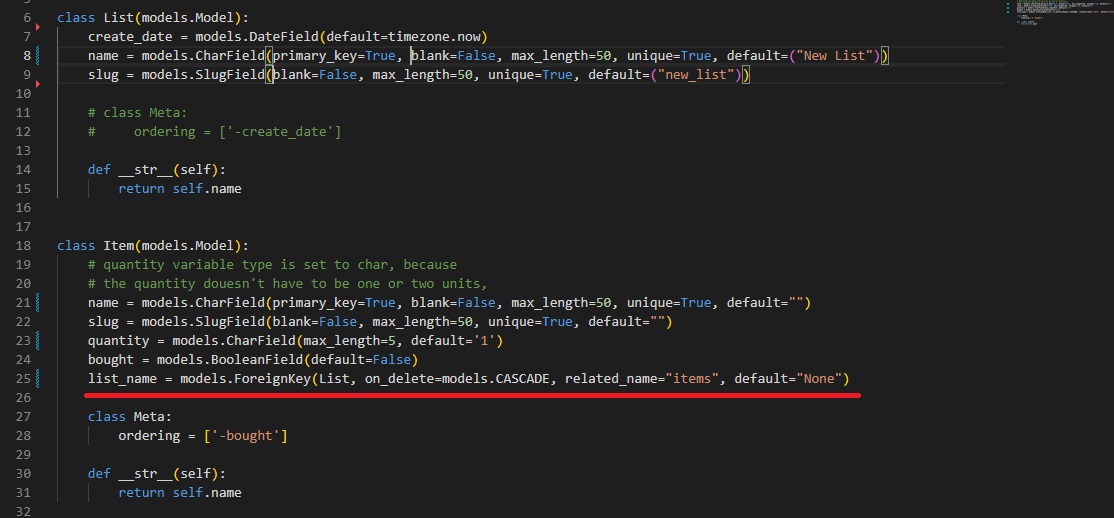 6 class List(models.Model):
7 create_date = models.DateField(default=timezone.now)
8 name = models.CharField(primary_key=True, blank=False, max_length=50, unique=True, default=("New List"))
9 slug = models.SlugField(blank=False, max_length=50, unique=True, default=("new_list"))
10
11 # class Meta:
12 #     ordering = ['-create_date']
13
14 def __str__(self):
15 return self.name
16
17
18 class Item(models.Model):
19 # quantity variable type is set to char, because
20 # the quantity douesn't have to be one or two units,
21 name = models.CharField(primary_key=True, blank=False, max_length=50, unique=True, default="")
22 slug = models.SlugField(blank=False, max_length=50, unique=True, default="")
23 quantity = models.CharField(max_length=5, default='1')
24 bought = models.BooleanField(default=False)
25 list_name = models.ForeignKey(List, on_delete=models.CASCADE, related_name="items", default="None")
26
27 class Meta:
28 ordering = ['-bought']
29
30 def __str__(self):
31 return self.name
32